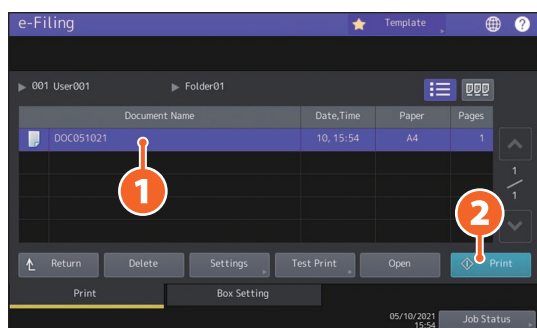 e-Filing
Template
?
001 User001
Folder01
Document Name Date,Time Paper Pages
DOC051021 10, 15:54 A4 1
1
1
1
2
Return Delete Settings Test Print Open Print
Print Box Setting
05/10/2021
15:54
Job Status